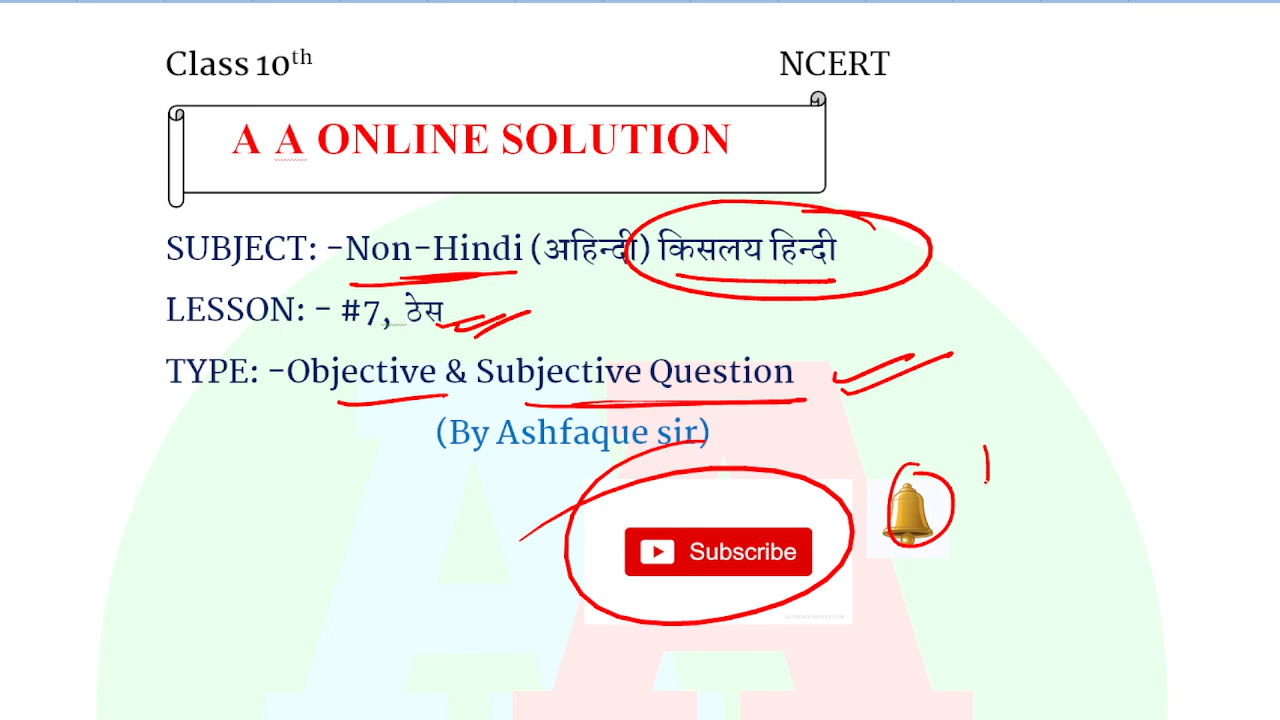 Class 10th NCERT
A A ONLINE SOLUTION
SUBJECT: -Non-Hindi (अहिन्दी) किसलय हिन्दी
LESSON: - #7, ठेस
TYPE: -Objective & Subjective Question
(By Ashfaque sir)
Subscribe